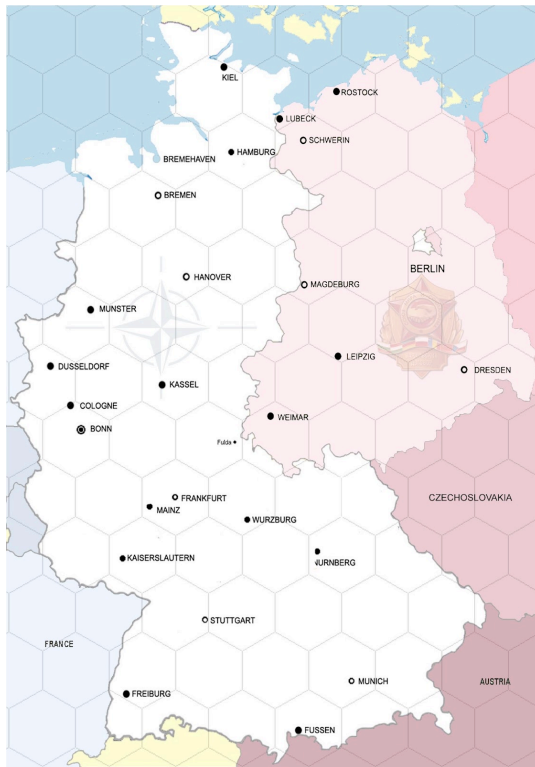 KIEL
ROSTOCK
LUBECK
SCHWERIN
HAMBURG
BREMEHAVEN
BREMEN
BERLIN
HANOVER
MAGDEBURG
MUNSTER
LEIPZIG
DUSSELDORF
DRESDEN
KASSEL
COLOGNE
WEIMAR
BONN
Fulda
FRANKFURT
CZECHOSLOVAKIA
MAINZ
WURZBURG
KAISERSLAUTERN
NURNBERG
STUTTGART
FRANCE
MUNICH
AUSTRIA
FREIBURG
FUSSEN